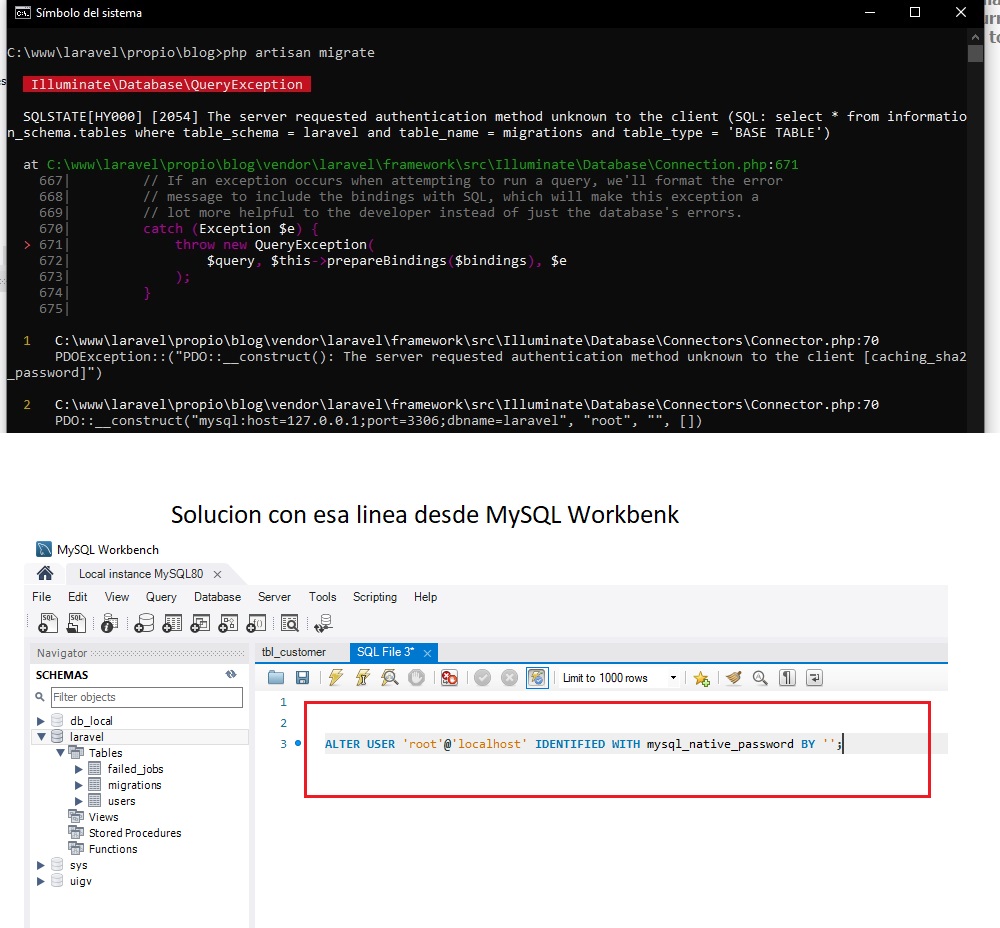 Símbolo del sistema
C:\www\laravel\propio\blog>php artisan migrate
Illuminate\Database\QueryException
SQLSTATE[HY000] [2054] The server requested authentication method unknown to the client (SQL: select * from informatio
n_schema.tables where table_schema = laravel and table_name = migrations and table_type = 'BASE TABLE')
at C:\www\laravel\propio\blog\vendor\laravel\framework\src\Illuminate\Database\Connection.php:671
667| // If an exception occurs when attempting to run a query, we'll format the error
668| // message to include the bindings with SQL, which will make this exception a
669| // lot more helpful to the developer instead of just the database's errors.
670| catch (Exception $e) {
> 671| throw new QueryException(
672| $query, $this->prepareBindings($bindings), $e
673| );
674| }
675|
1 C:\www\laravel\propio\blog\vendor\laravel\framework\src\Illuminate\Database\Connectors\Connector.php:70
PDOException::("PDO::__construct(): The server requested authentication method unknown to the client [caching_sha2
_password]")
2 C:\www\laravel\propio\blog\vendor\laravel\framework\src\Illuminate\Database\Connectors\Connector.php:70
PDO::__construct("mysql:host=127.0.0.1;port=3306;dbname=laravel", "root", "", [])
Solucion con esa linea desde MySQL Workbenk
MySQL Workbench
Local instance MySQL80
File Edit View Query Database Server Tools Scripting Help
Navigator
SCHEMAS
Filter objects
db_local
laravel
Tables
failed_jobs
migrations
users
Views
Stored Procedures
Functions
sys
uigv
tbl_customer SQL File 3*
Limit to 1000 rows
1
2
3 ALTER USER 'root'@'localhost' IDENTIFIED WITH mysql_native_password BY '';